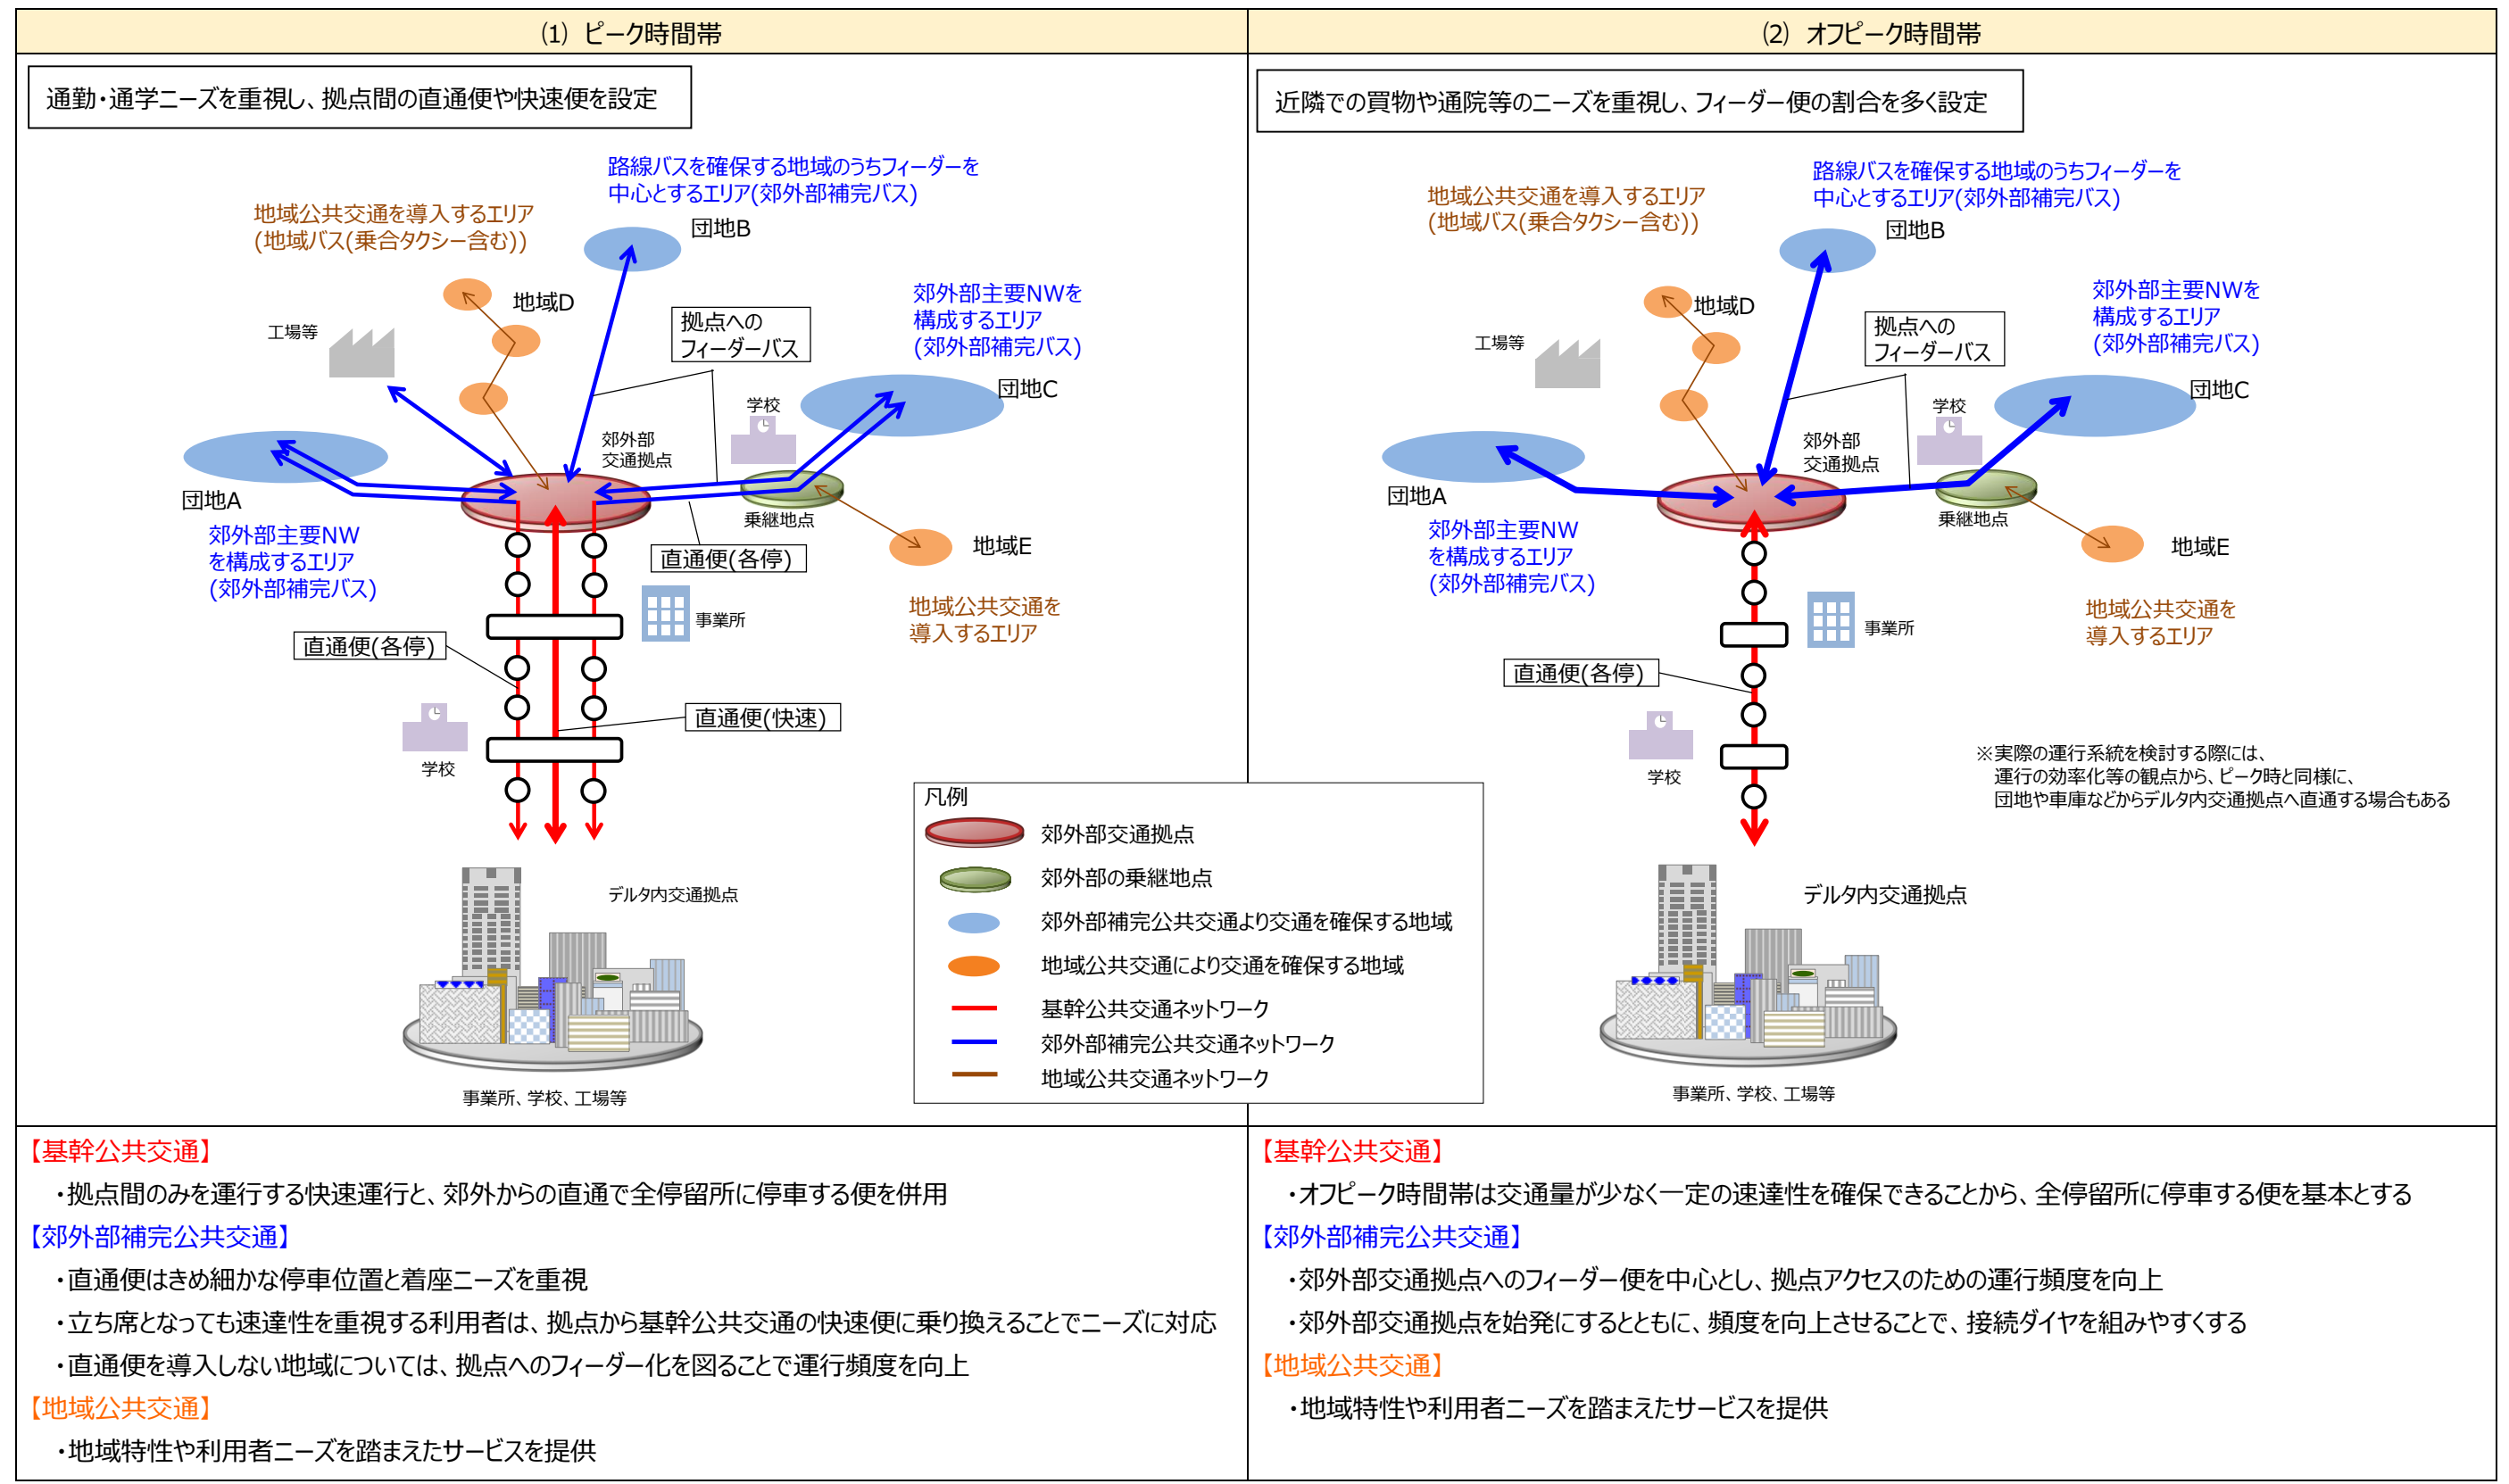 ⑴ ピーク時間帯
通勤・通学ニーズを重視し、拠点間の直通便や快速便を設定
路線バスを確保する地域のうちフィーダーを
中心とするエリア(郊外部補完バス)
地域公共交通を導入するエリア
(地域バス(乗合タクシー含む))
団地B
地域D
工場等
拠点への
フィーダーバス
郊外部主要NWを
構成するエリア
(郊外部補完バス)
団地C
学校
郊外部
交通拠点
団地A
乗継地点
郊外部主要NW
を構成するエリア
(郊外部補完バス)
直通便(各停)
地域E
事業所
地域公共交通を
導入するエリア
直通便(各停)
直通便(快速)
学校
デルタ内交通拠点
事業所、学校、工場等
凡例
郊外部交通拠点
郊外部の乗継地点
郊外部補完公共交通より交通を確保する地域
地域公共交通により交通を確保する地域
基幹公共交通ネットワーク
郊外部補完公共交通ネットワーク
地域公共交通ネットワーク
【基幹公共交通】
・拠点間のみを運行する快速運行と、郊外からの直通で全停留所に停車する便を併用
【郊外部補完公共交通】
・直通便はきめ細かな停車位置と着座ニーズを重視
・立ち席となっても速達性を重視する利用者は、拠点から基幹公共交通の快速便に乗り換えることでニーズに対応
・直通便を導入しない地域については、拠点へのフィーダー化を図ることで運行頻度を向上
【地域公共交通】
・地域特性や利用者ニーズを踏まえたサービスを提供
⑵ オフピーク時間帯
近隣での買物や通院等のニーズを重視し、フィーダー便の割合を多く設定
路線バスを確保する地域のうちフィーダーを
中心とするエリア(郊外部補完バス)
地域公共交通を導入するエリア
(地域バス(乗合タクシー含む))
団地B
地域D
工場等
拠点への
フィーダーバス
郊外部主要NWを
構成するエリア
(郊外部補完バス)
団地C
学校
郊外部
交通拠点
団地A
乗継地点
郊外部主要NW
を構成するエリア
(郊外部補完バス)
地域E
事業所
地域公共交通を
導入するエリア
直通便(各停)
学校
※実際の運行系統を検討する際には、
運行の効率化等の観点から、ピーク時と同様に、
団地や車庫などからデルタ内交通拠点へ直通する場合もある
デルタ内交通拠点
事業所、学校、工場等
【基幹公共交通】
・オフピーク時間帯は交通量が少なく一定の速達性を確保できることから、全停留所に停車する便を基本とする
【郊外部補完公共交通】
・郊外部交通拠点へのフィーダー便を中心とし、拠点アクセスのための運行頻度を向上
・郊外部交通拠点を始発にするとともに、頻度を向上させることで、接続ダイヤを組みやすくする
【地域公共交通】
・地域特性や利用者ニーズを踏まえたサービスを提供